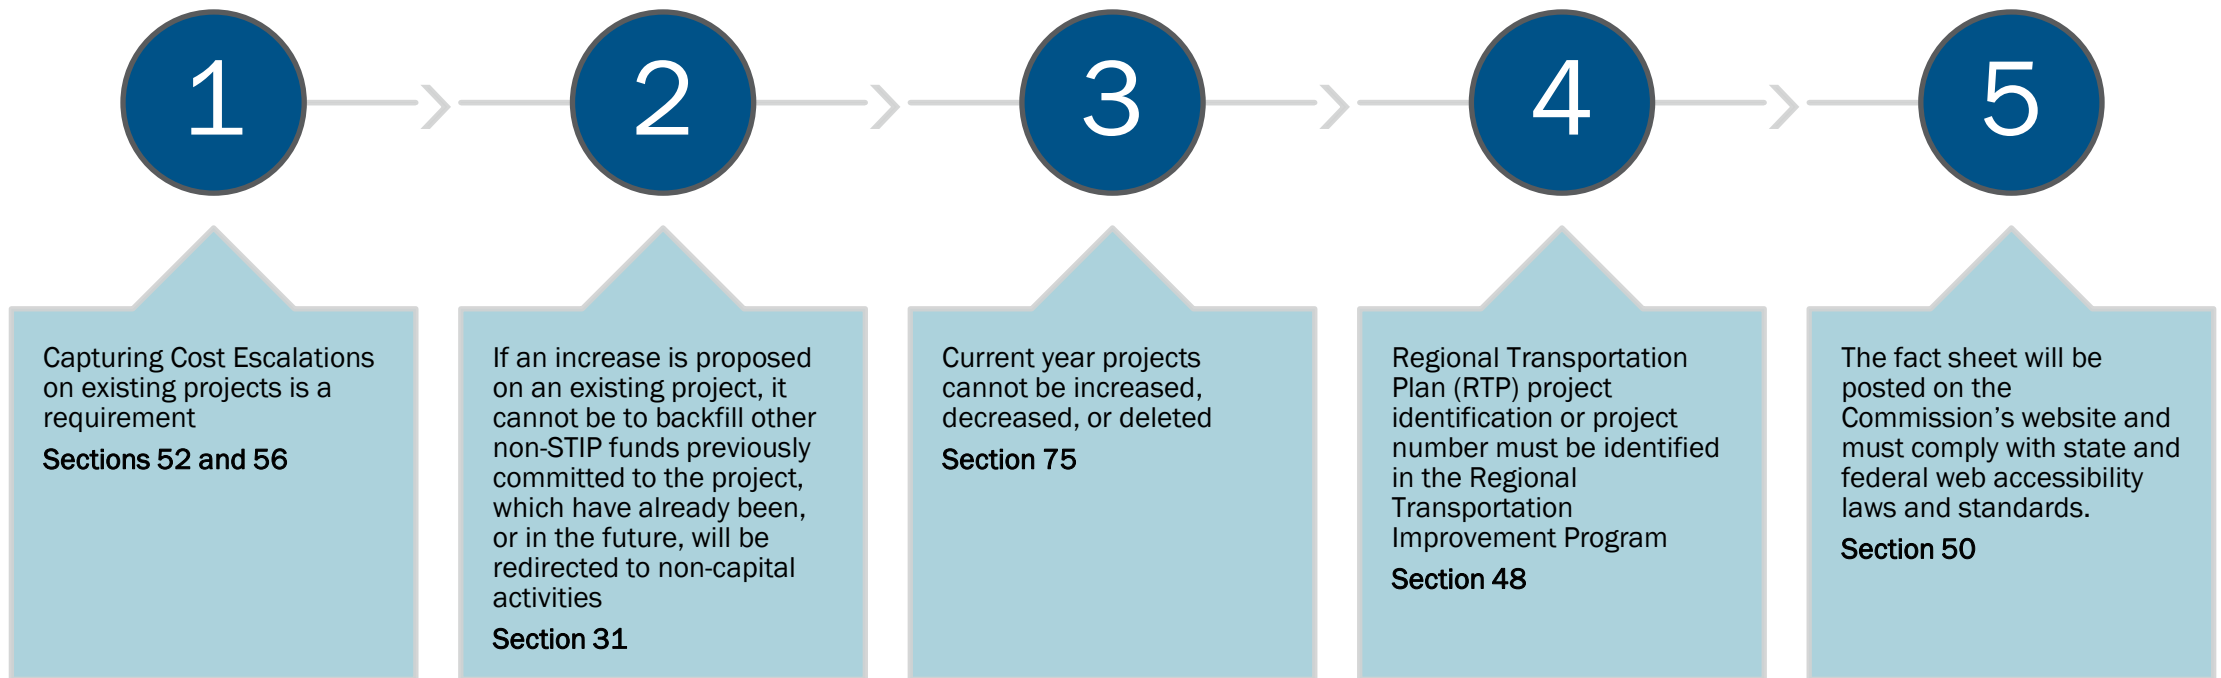 1
2
3
4
5
Capturing Cost Escalations
on existing projects is a
requirement
Sections 52 and 56
If an increase is proposed
on an existing project, it
cannot be to backfill other
non-STIP funds previously
committed to the project,
which have already been,
or in the future, will be
redirected to non-capital
activities
Section 31
Current year projects
cannot be increased,
decreased, or deleted
Section 75
Regional Transportation
Plan (RTP) project
identification or project
number must be identified
in the Regional
Transportation
Improvement Program
Section 48
The fact sheet will be
posted on the
Commission’s website and
must comply with state and
federal web accessibility
laws and standards.
Section 50